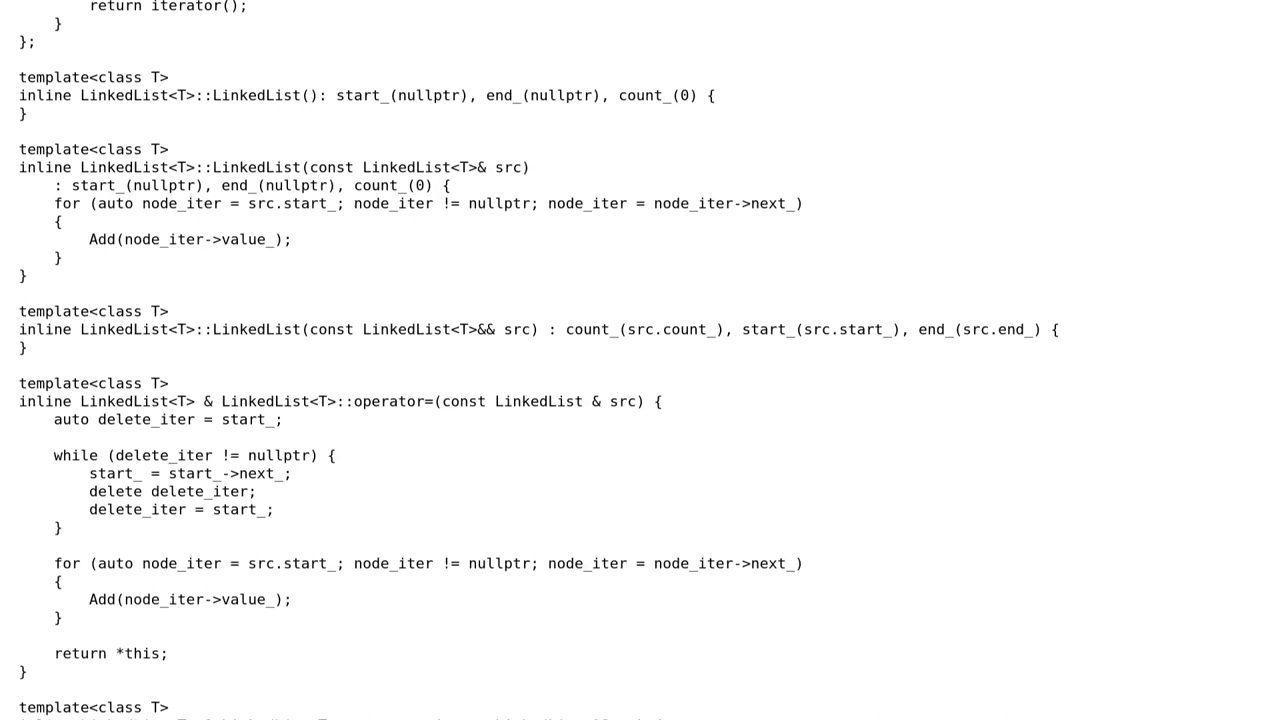 return iterator();
    }
};

template<class T>
inline LinkedList<T>::LinkedList(): start_(nullptr), end_(nullptr), count_(0) {
}

template<class T>
inline LinkedList<T>::LinkedList(const LinkedList<T>& src)
    : start_(nullptr), end_(nullptr), count_(0) {
    for (auto node_iter = src.start_; node_iter != nullptr; node_iter = node_iter->next_)
    {
        Add(node_iter->value_);
    }
}

template<class T>
inline LinkedList<T>::LinkedList(const LinkedList<T>&& src) : count_(src.count_), start_(src.start_), end_(src.end_) {
}

template<class T>
inline LinkedList<T> & LinkedList<T>::operator=(const LinkedList & src) {
    auto delete_iter = start_;

    while (delete_iter != nullptr) {
        start_ = start_->next_;
        delete delete_iter;
        delete_iter = start_;
    }

    for (auto node_iter = src.start_; node_iter != nullptr; node_iter = node_iter->next_)
    {
        Add(node_iter->value_);
    }

    return *this;
}

template<class T>